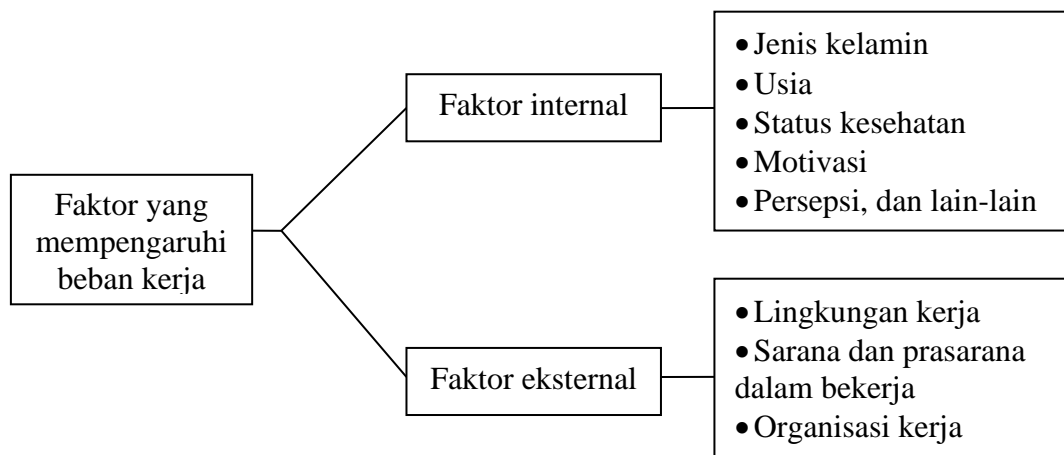 Faktor yang
mempengaruhi
beban kerja
Faktor internal
• Jenis kelamin
• Usia
• Status kesehatan
• Motivasi
• Persepsi, dan lain-lain
Faktor eksternal
• Lingkungan kerja
• Sarana dan prasarana
dalam bekerja
• Organisasi kerja